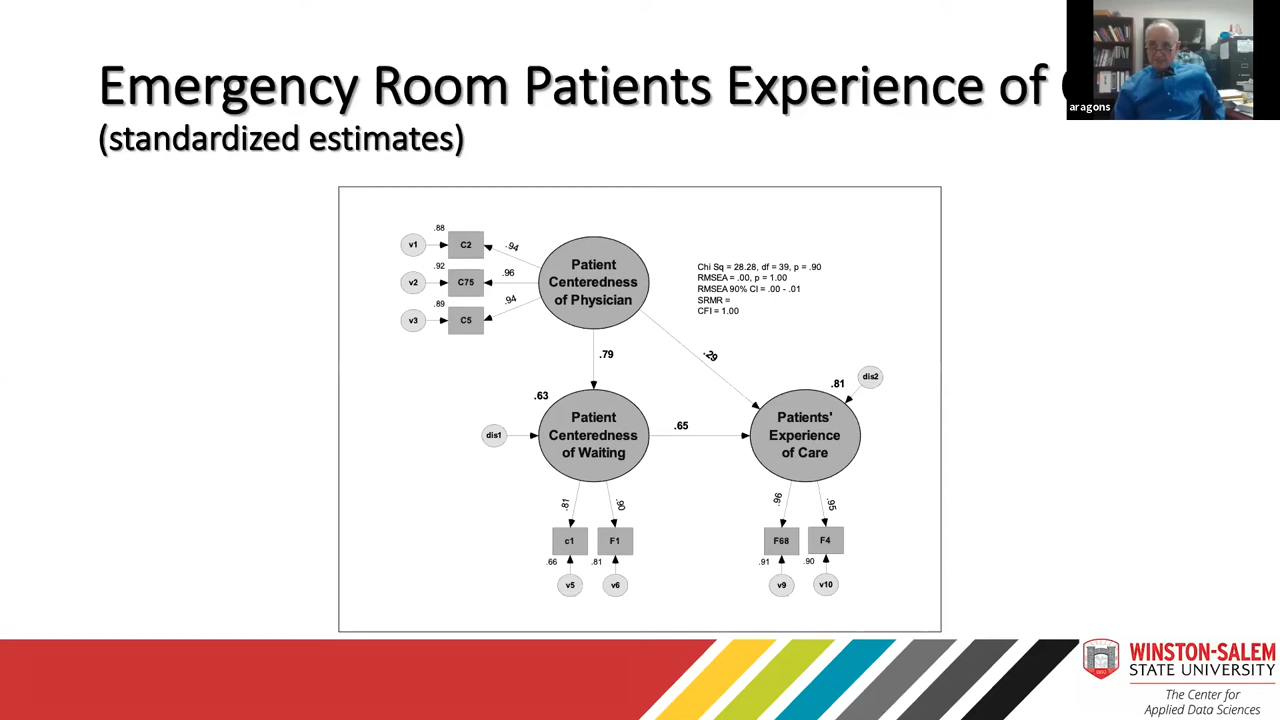 Emergency Room Patients Experience of
(standardized estimates)
aragons
.88
v1
C2
.94
.92
v2
C75
.96
.89
v3
C5
.94
Patient
Centeredness
of Physician
Chi Sq = 28.28, df = 39, p = .90
RMSEA = .00, p = 1.00
RMSEA 90% CI = .00 - .01
SRMR =
CFI = 1.00
.79
.29
.63
dis1
Patient
Centeredness
of Waiting
.65
.81
dis2
Patients'
Experience
of Care
.81
.90
c1
F1
.66
.81
v5
v6
.96
.95
F68
F4
.91
.90
v9
v10
1892
WINSTON-SALEM
STATE UNIVERSITY
The Center for
Applied Data Sciences